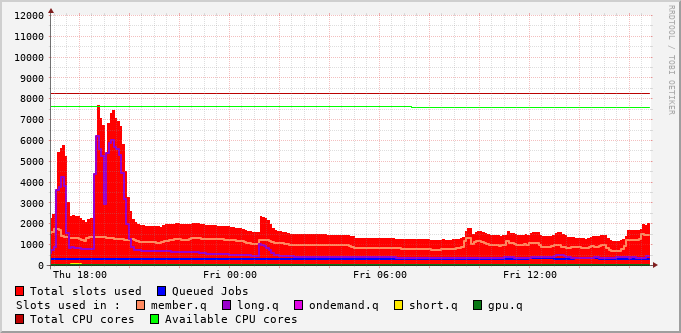 12000
11000
10000
9000
8000
7000
6000
5000
4000
3000
2000
1000
0
Thu 18:00 Fri 00:00 Fri 06:00 Fri 12:00
Total slots used Queued Jobs
Slots used in : member.q long.q ondemand.q short.q gpu.q
Total CPU cores Available CPU cores
RRDTOOL / TOBI OETIKER